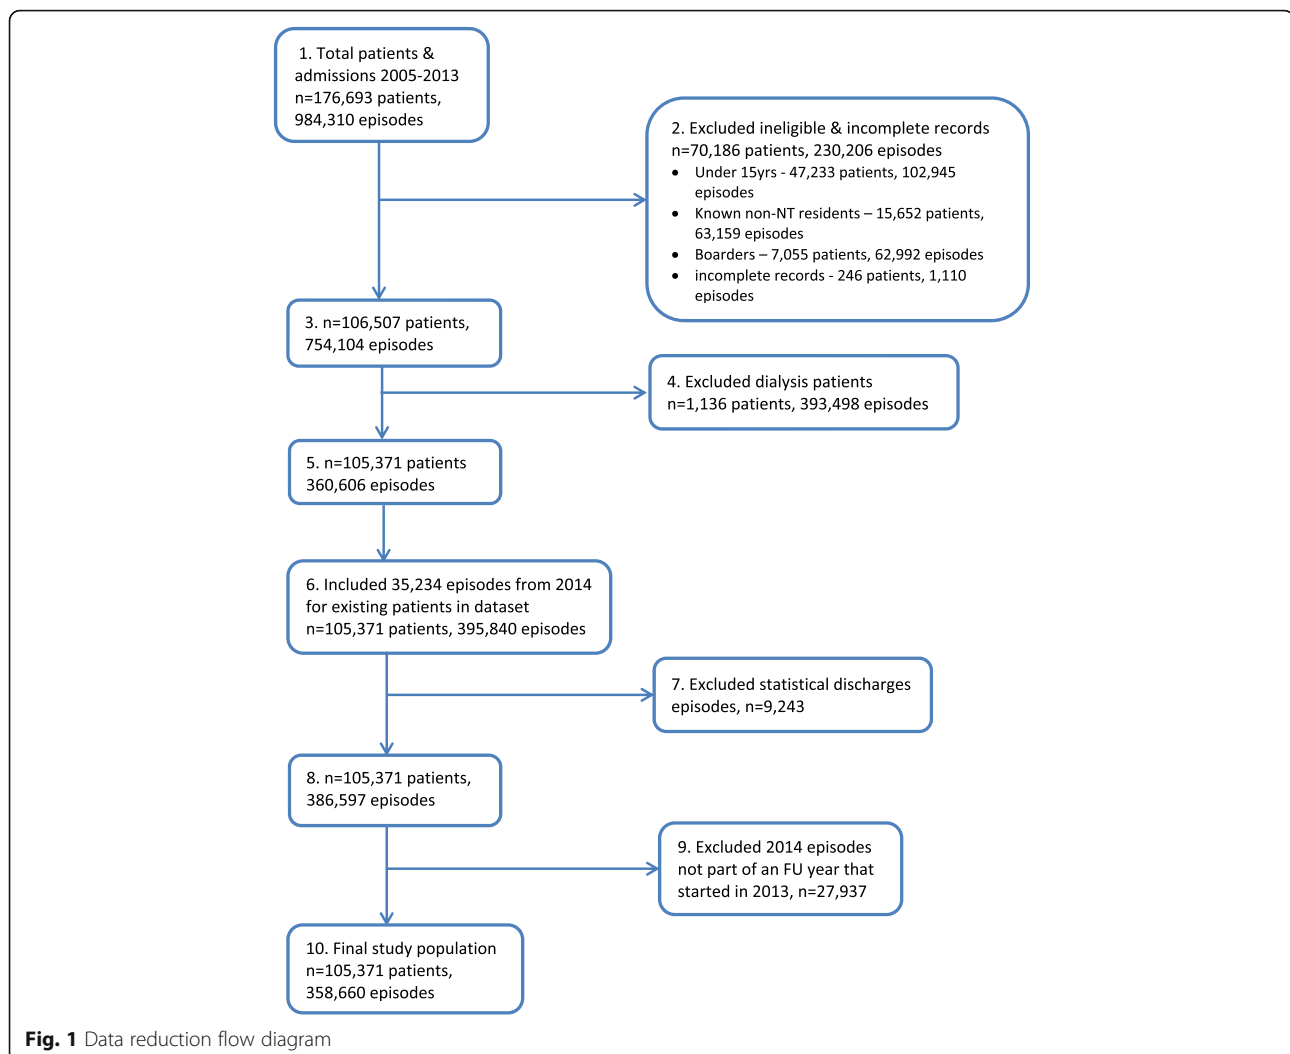 1. Total patients &
admissions 2005-2013
n=176,693 patients,
984,310 episodes
2. Excluded ineligible & incomplete records
n=70,186 patients, 230,206 episodes
• Under 15yrs - 47,233 patients, 102,945
episodes
• Known non-NT residents – 15,652 patients,
63,159 episodes
• Boarders – 7,055 patients, 62,992 episodes
• incomplete records - 246 patients, 1,110
episodes
3. n=106,507 patients,
754,104 episodes
4. Excluded dialysis patients
n=1,136 patients, 393,498 episodes
5. n=105,371 patients
360,606 episodes
6. Included 35,234 episodes from 2014
for existing patients in dataset
n=105,371 patients, 395,840 episodes
7. Excluded statistical discharges
episodes, n=9,243
8. n=105,371 patients,
386,597 episodes
9. Excluded 2014 episodes
not part of an FU year that
started in 2013, n=27,937
10. Final study population
n=105,371 patients,
358,660 episodes
Fig. 1 Data reduction flow diagram